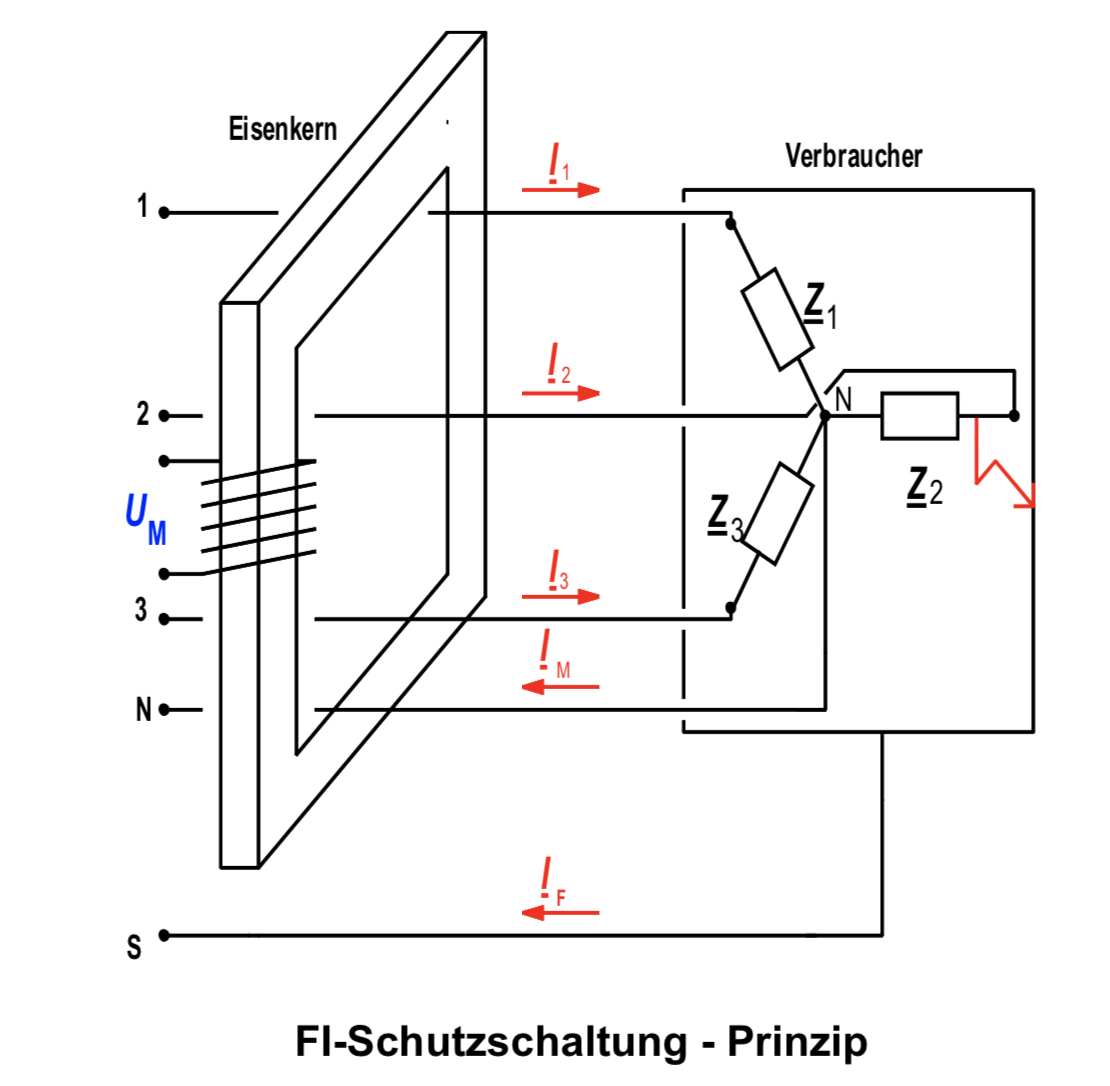 Eisenkern
Verbraucher
I1
1
Z1
I2
2
N
Z2
UM
Z3
I3
3
IM
N
IF
S
FI-Schutzschaltung - Prinzip